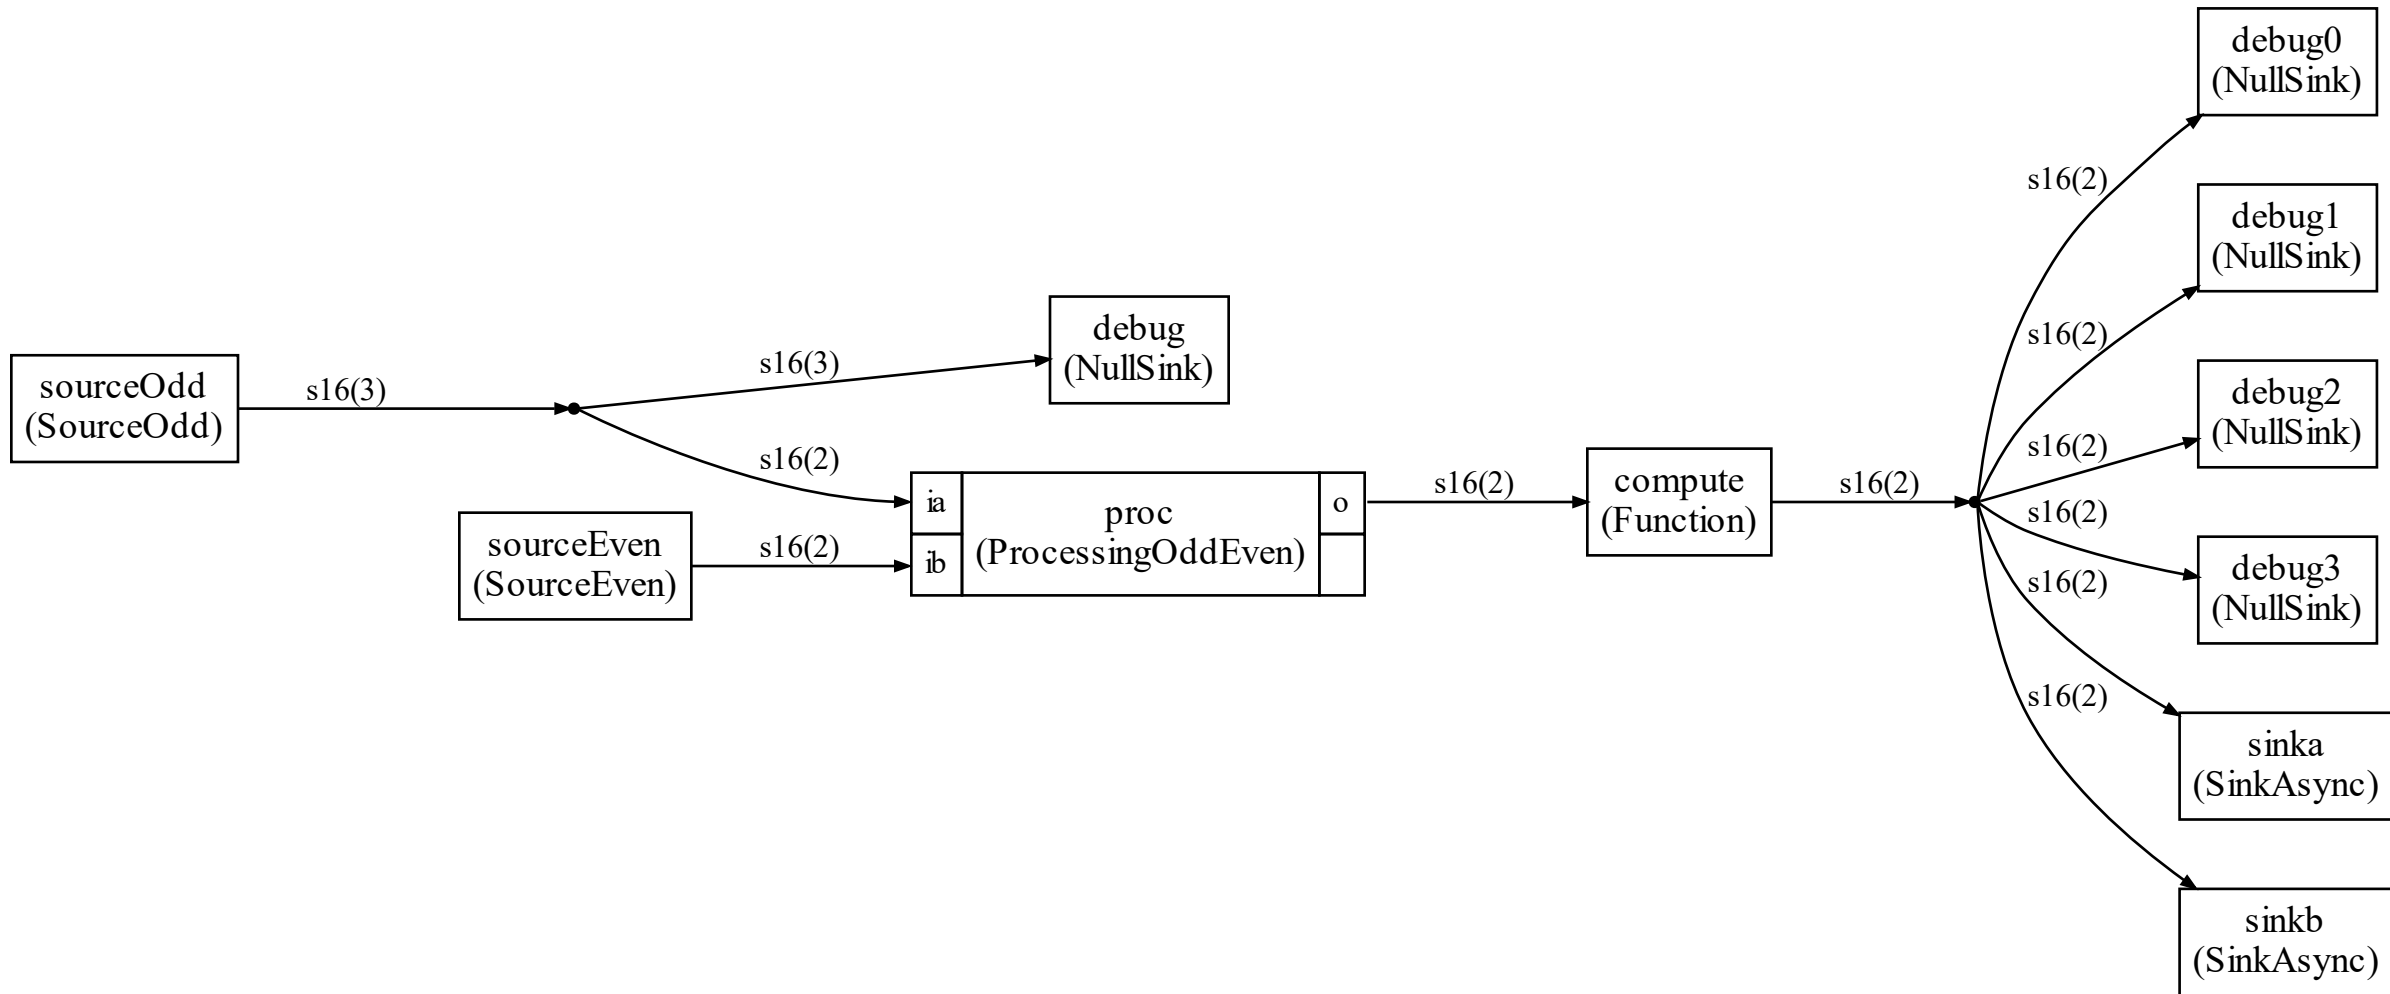 sourceOdd
(SourceOdd)
s16(3)
s16(3)
debug
(NullSink)
s16(2)
sourceEven
(SourceEven)
s16(2)
ia
ib
proc
(ProcessingOddEven)
o
s16(2)
compute
(Function)
s16(2)
s16(2)
debug0
(NullSink)
s16(2)
debug1
(NullSink)
s16(2)
debug2
(NullSink)
s16(2)
debug3
(NullSink)
s16(2)
sinka
(SinkAsync)
s16(2)
sinkb
(SinkAsync)